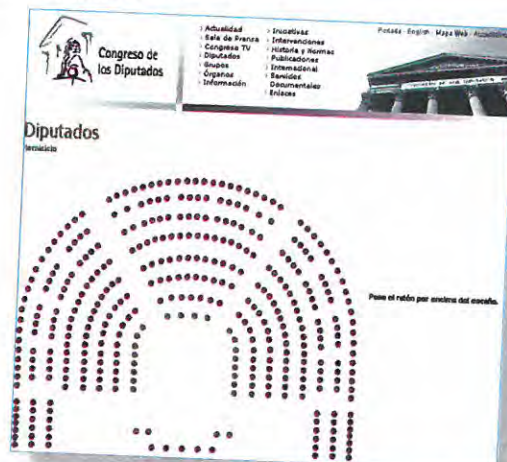 Congreso de
los Diputados
› Actualidad
› Sala de Prensa
› Congreso TV
› Diputados
› Grupos
› Órganos
› Información
› Iniciativas
› Intervenciones
› Historia y Normas
› Publicaciones
› Internacional
› Servicios
Documentales
› Enlaces
Portada - English - Mapa Web -
Diputados
Pase el ratón por encima del escaño.